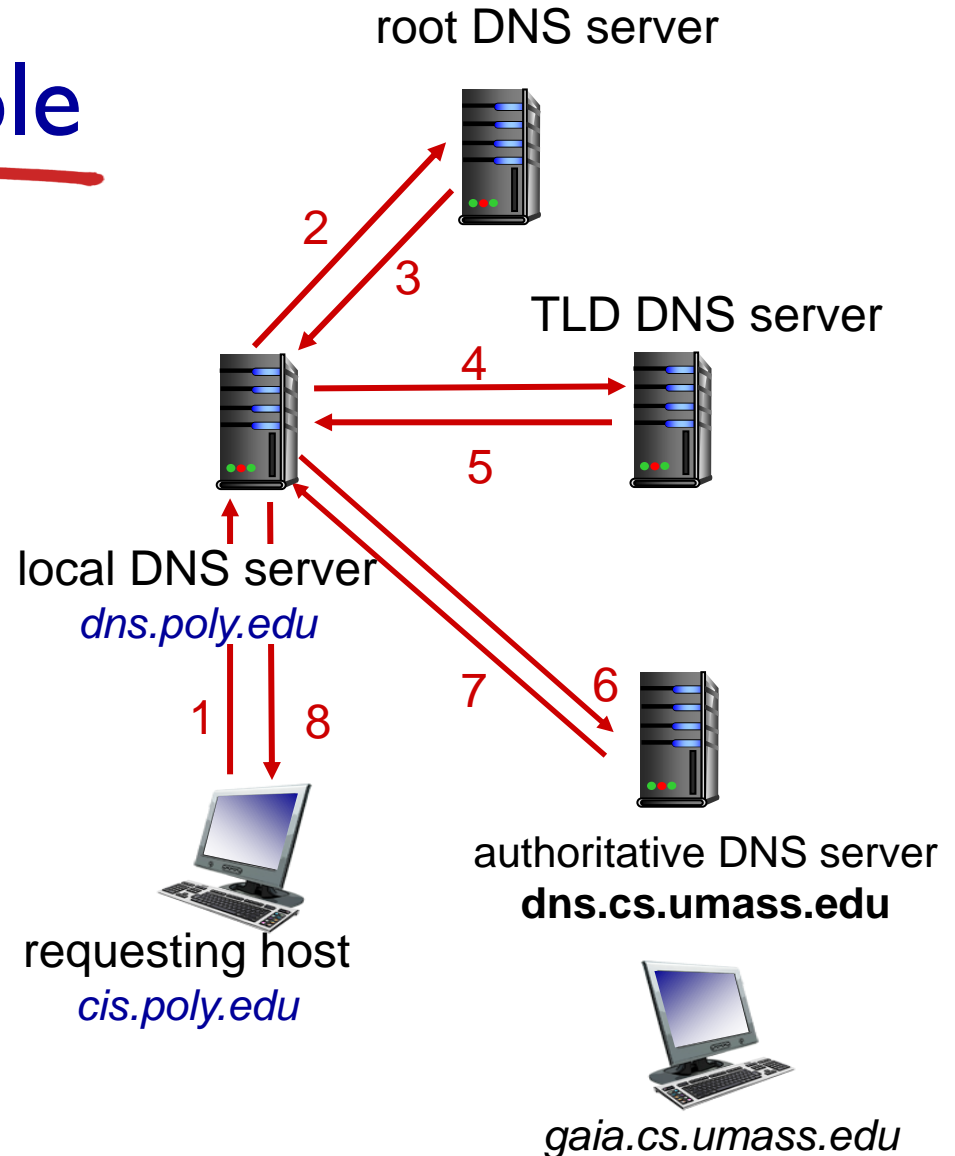 root DNS server
ole
2
3
TLD DNS server
4
5
local DNS server
dns.poly.edu
1
8
7
6
authoritative DNS server
dns.cs.umass.edu
requesting host
cis.poly.edu
gaia.cs.umass.edu